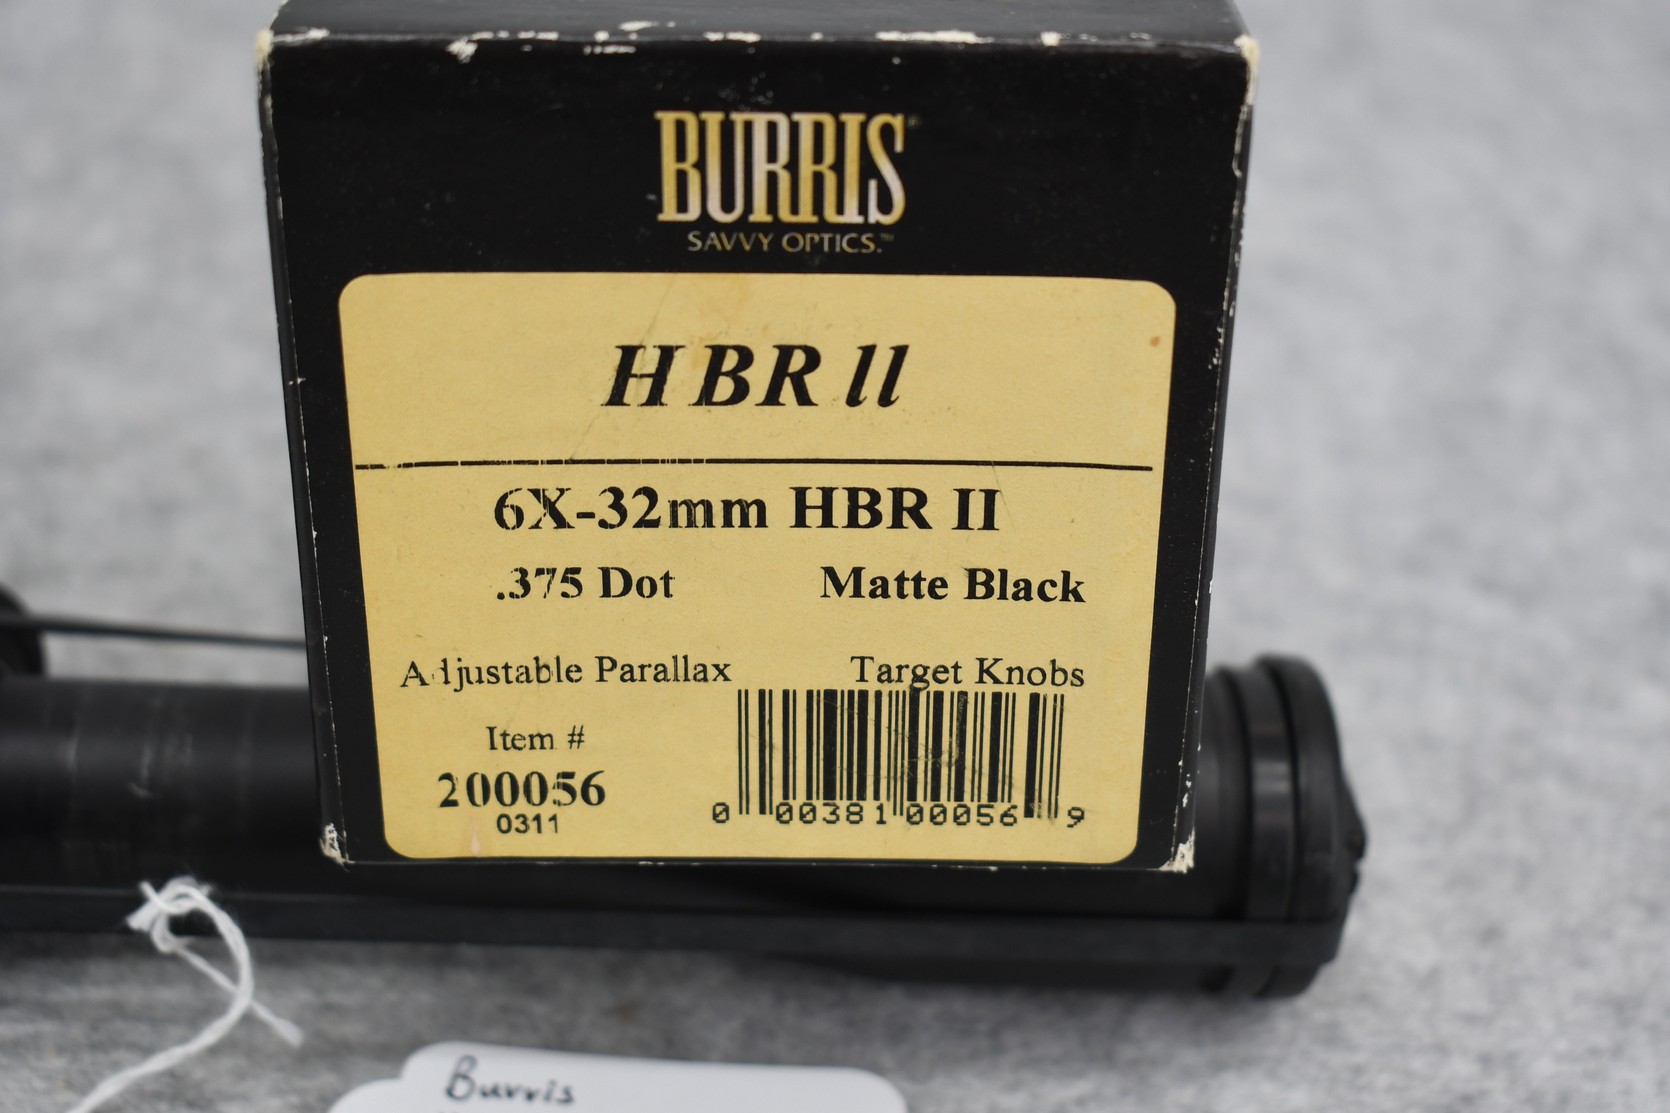 BURRIS®
SAVVY OPTICS.™
HBR ll
6X-32mm HBR II
.375 Dot Matte Black
Adjustable Parallax Target Knobs
Item #
200056
0311
0 00381 00056 9
Burris